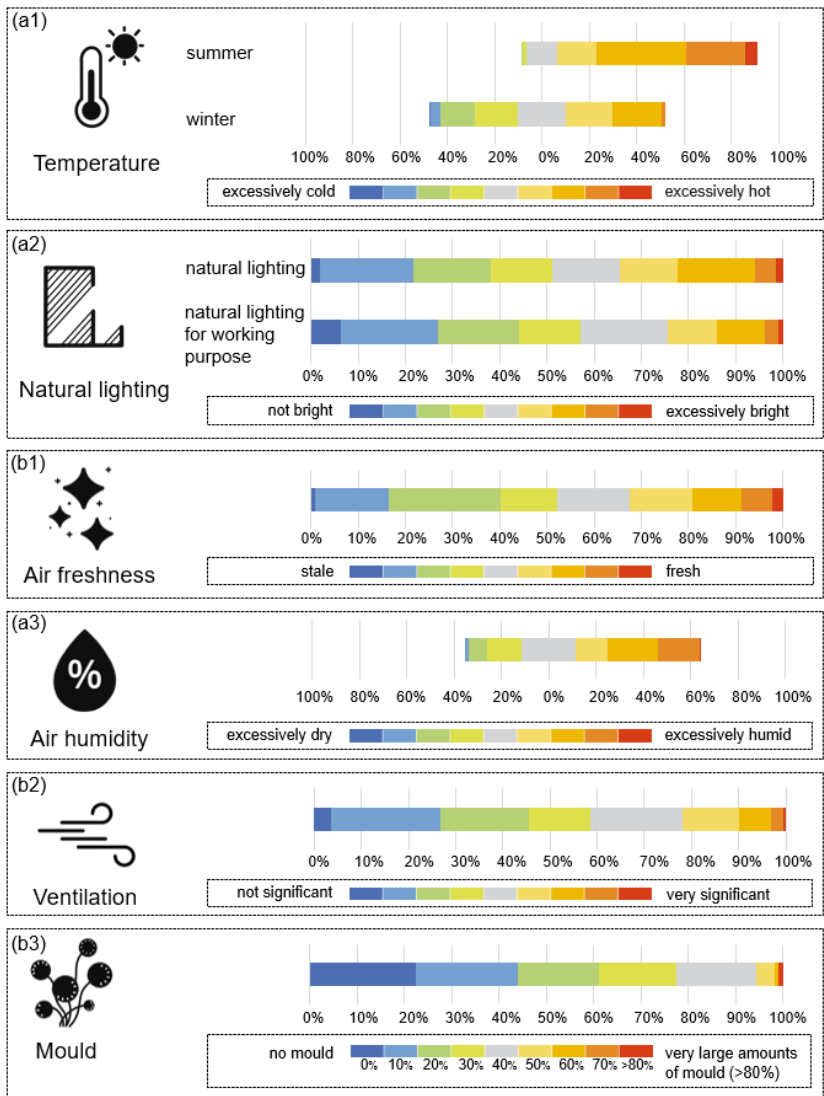 (a1)
summer
winter
Temperature
100% 80% 60% 40% 20% 0% 20% 40% 60% 80% 100%
excessively cold excessively hot
(a2)
natural lighting
natural lighting
for working
purpose
Natural lighting
0% 10% 20% 30% 40% 50% 60% 70% 80% 90% 100%
not bright excessively bright
(b1)
Air freshness
0% 10% 20% 30% 40% 50% 60% 70% 80% 90% 100%
stale fresh
(a3)
%
Air humidity
100% 80% 60% 40% 20% 0% 20% 40% 60% 80% 100%
excessively dry excessively humid
(b2)
Ventilation
0% 10% 20% 30% 40% 50% 60% 70% 80% 90% 100%
not significant very significant
(b3)
Mould
0% 10% 20% 30% 40% 50% 60% 70% 80% 90% 100%
no mould very large amounts
0% 10% 20% 30% 40% 50% 60% 70% >80% of mould (>80%)